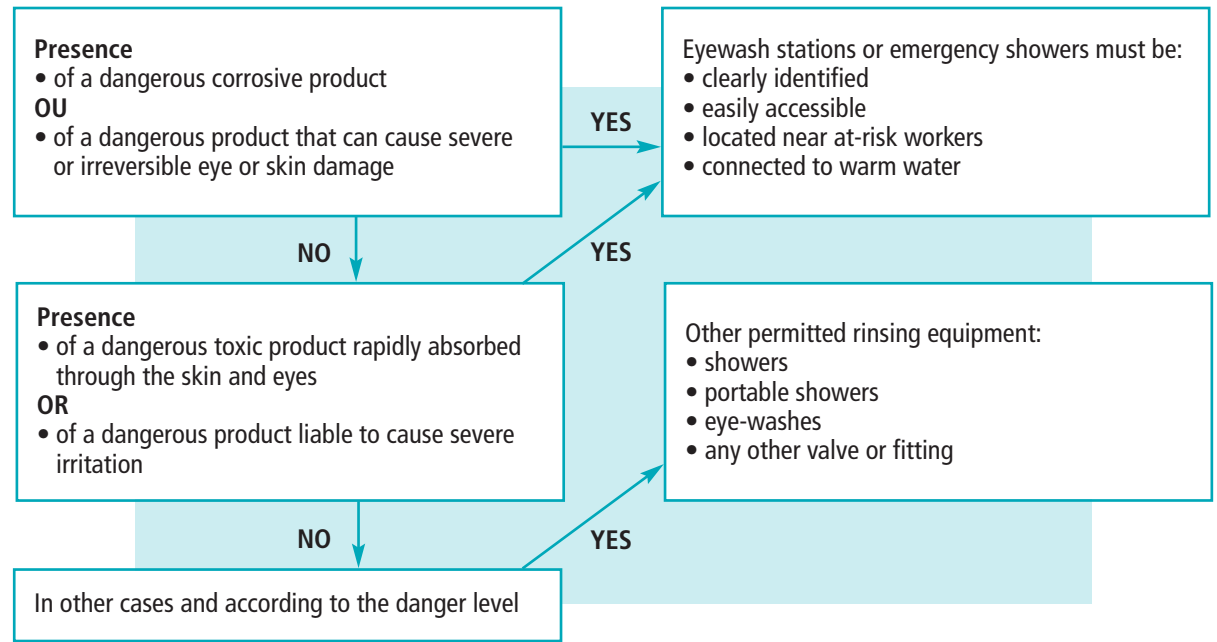 Presence
• of a dangerous corrosive product
OU
• of a dangerous product that can cause severe
or irreversible eye or skin damage
YES
Eyewash stations or emergency showers must be:
• clearly identified
• easily accessible
• located near at-risk workers
• connected to warm water
NO
YES
Presence
• of a dangerous toxic product rapidly absorbed
through the skin and eyes
OR
• of a dangerous product liable to cause severe
irritation
Other permitted rinsing equipment:
• showers
• portable showers
• eye-washes
• any other valve or fitting
NO
YES
In other cases and according to the danger level